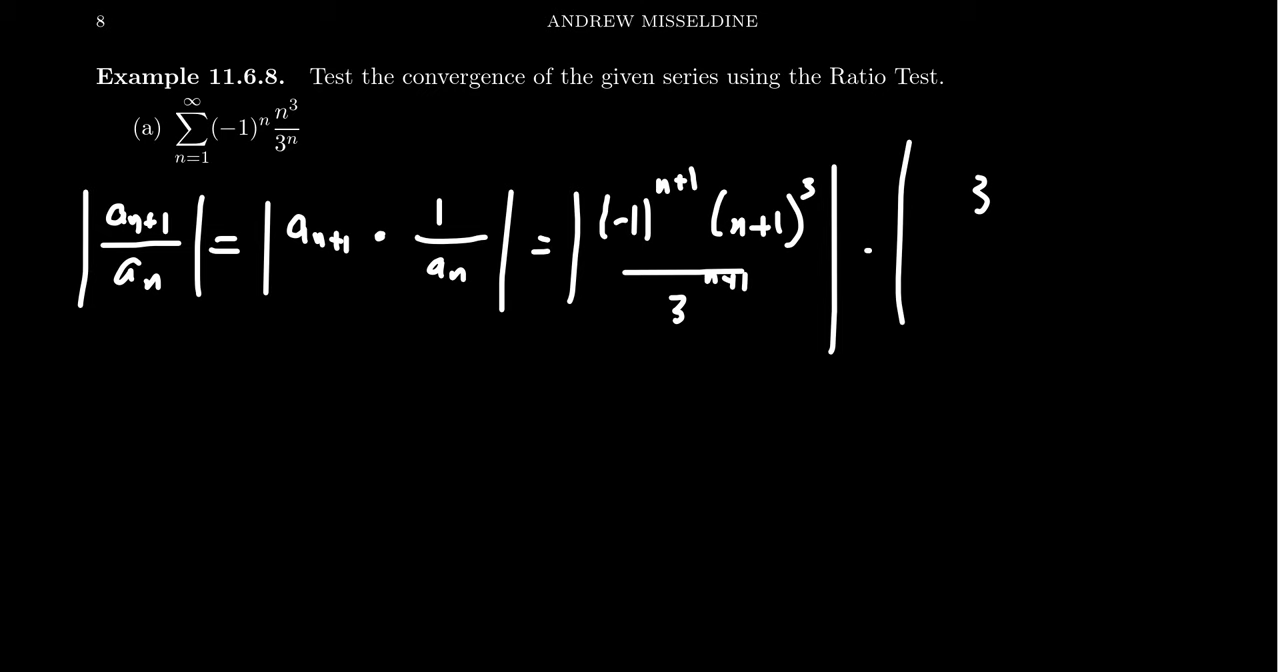 8 ANDREW MISSELDINE
Example 11.6.8. Test the convergence of the given series using the Ratio Test.
(a) ∑_{n=1}^{∞} (−1)^n n^3/3^n
|a_{n+1}/a_n| = |a_{n+1} · 1/a_n| = |(-1)^{n+1} (n+1)^3 / 3^{n+1}| · | 3